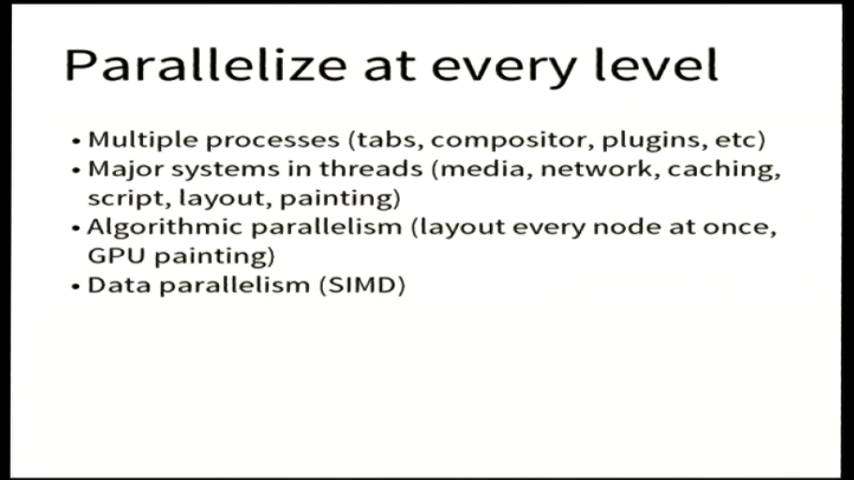 Parallelize at every level
• Multiple processes (tabs, compositor, plugins, etc)
• Major systems in threads (media, network, caching,
script, layout, painting)
• Algorithmic parallelism (layout every node at once,
GPU painting)
• Data parallelism (SIMD)